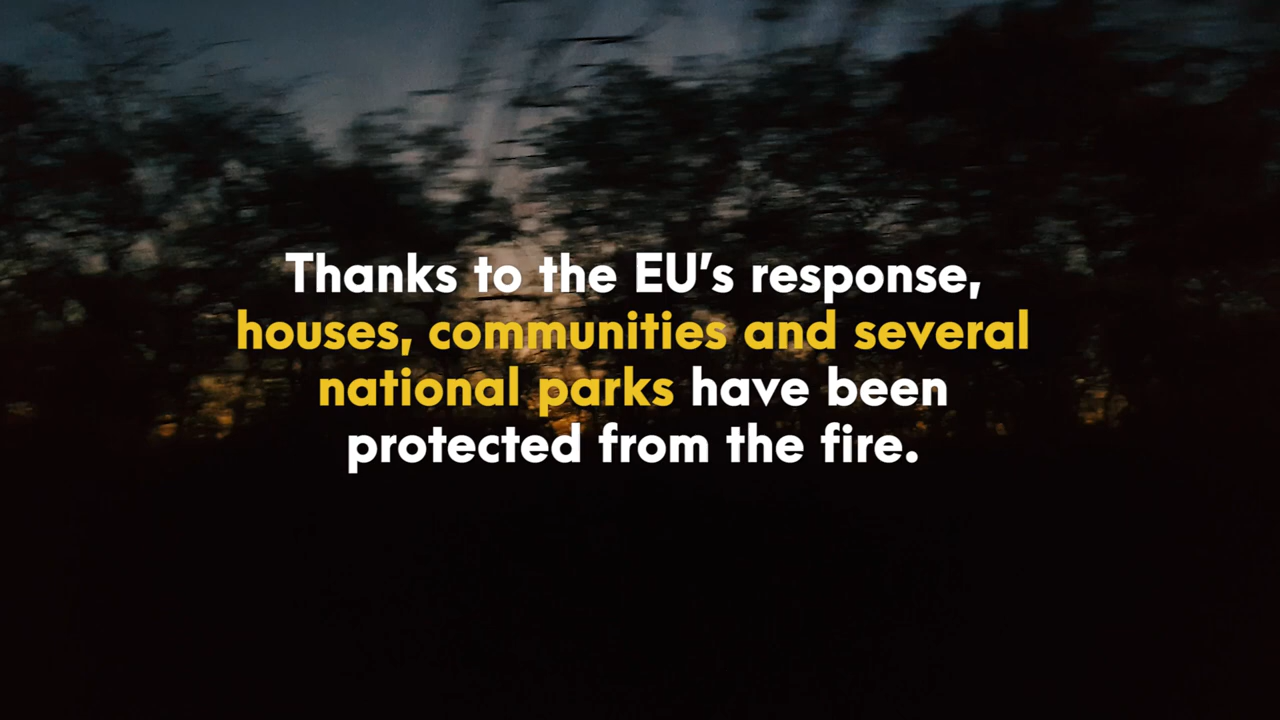 Thanks to the EU’s response,
houses, communities and several
national parks have been
protected from the fire.